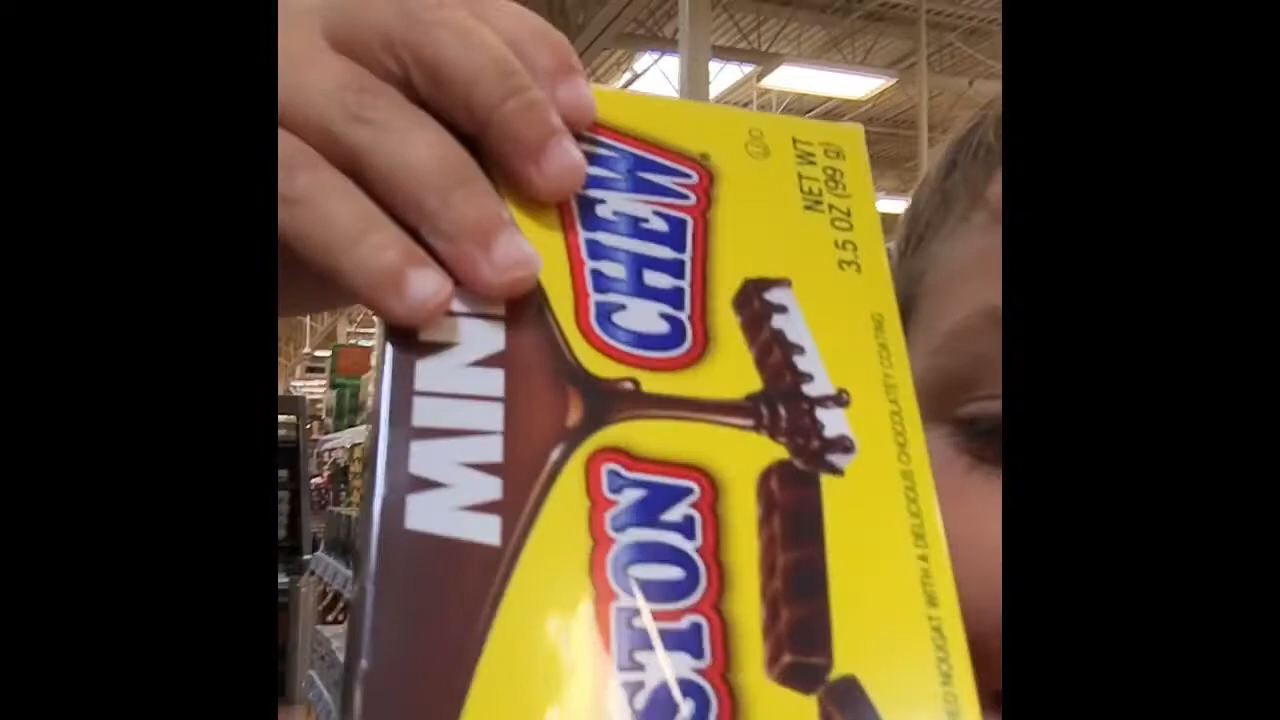 MINI
STON CHEW
NET WT
3.5 OZ (99 g)
NOUGAT WITH A DELICIOUS CHOCOLATEY COATING